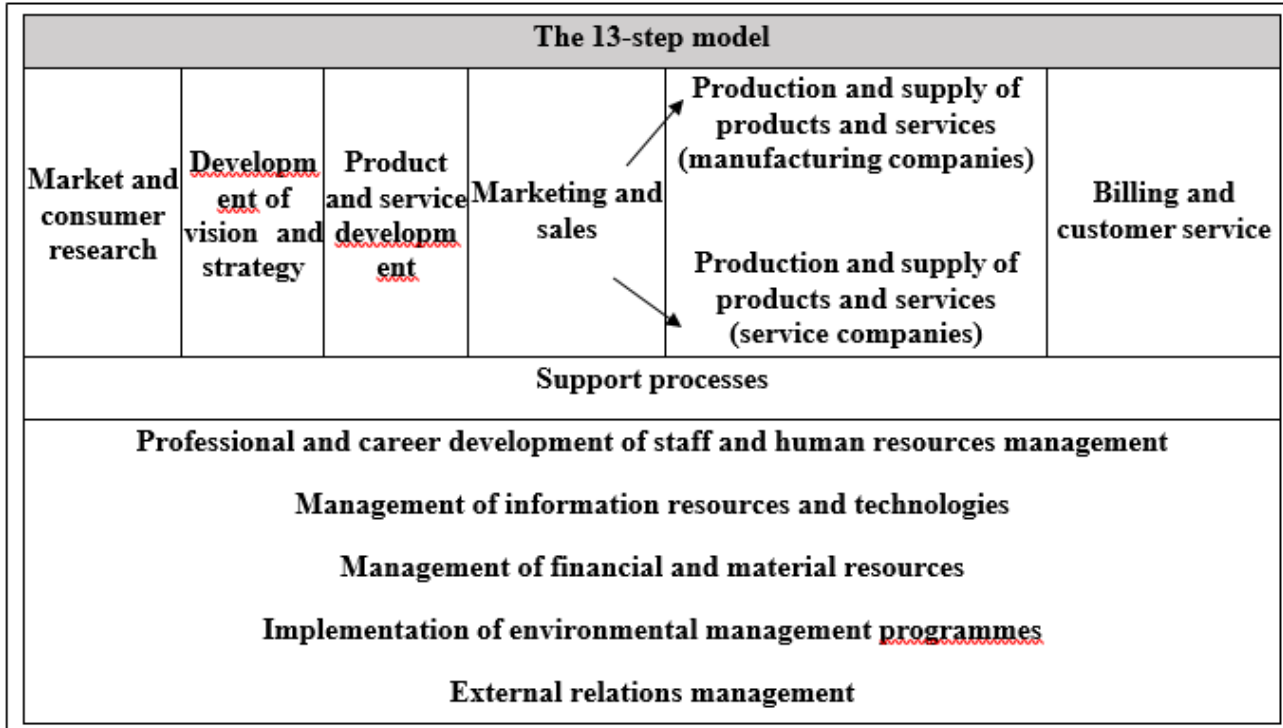 The 13-step model
Market and
consumer
research
Developm
ent of
vision and
strategy
Product
and service
developm
ent
Marketing and
sales
Production and supply of
products and services
(manufacturing companies)
Production and supply of
products and services
(service companies)
Billing and
customer service
Support processes
Professional and career development of staff and human resources management
Management of information resources and technologies
Management of financial and material resources
Implementation of environmental management programmes
External relations management